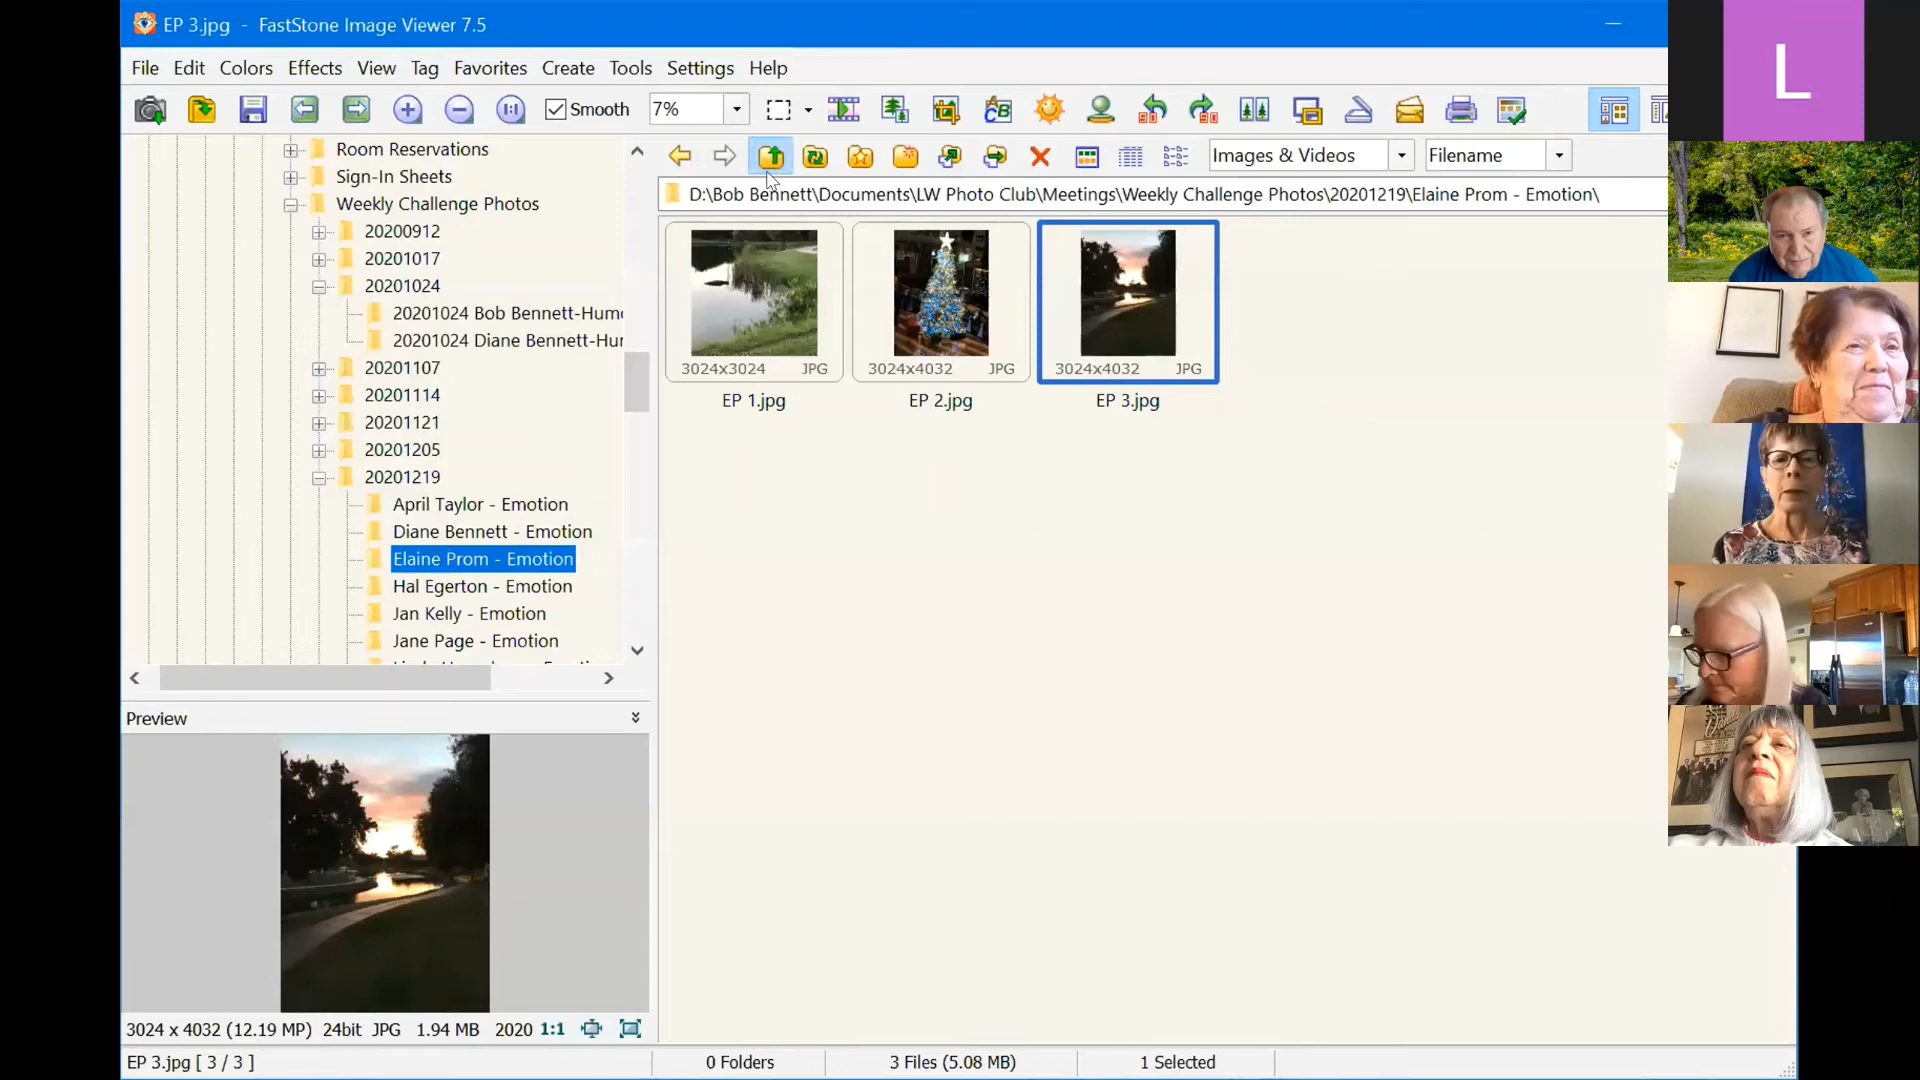 EP 3.jpg - FastStone Image Viewer 7.5
File Edit Colors Effects View Tag Favorites Create Tools Settings Help
Smooth 7%
Images & Videos Filename
D:\Bob Bennett\Documents\LW Photo Club\Meetings\Weekly Challenge Photos\20201219\Elaine Prom - Emotion\
Room Reservations
Sign-In Sheets
Weekly Challenge Photos
20200912
20201017
20201024
20201024 Bob Bennett-Hum
20201024 Diane Bennett-Hu
20201107
20201114
20201121
20201205
20201219
April Taylor - Emotion
Diane Bennett - Emotion
Elaine Prom - Emotion
Hal Egerton - Emotion
Jan Kelly - Emotion
Jane Page - Emotion
3024x3024 JPG
EP 1.jpg
3024x4032 JPG
EP 2.jpg
3024x4032 JPG
EP 3.jpg
Preview
3024 x 4032 (12.19 MP) 24bit JPG 1.94 MB 2020 1:1
EP 3.jpg [ 3 / 3 ]
0 Folders
3 Files (5.08 MB)
1 Selected
L